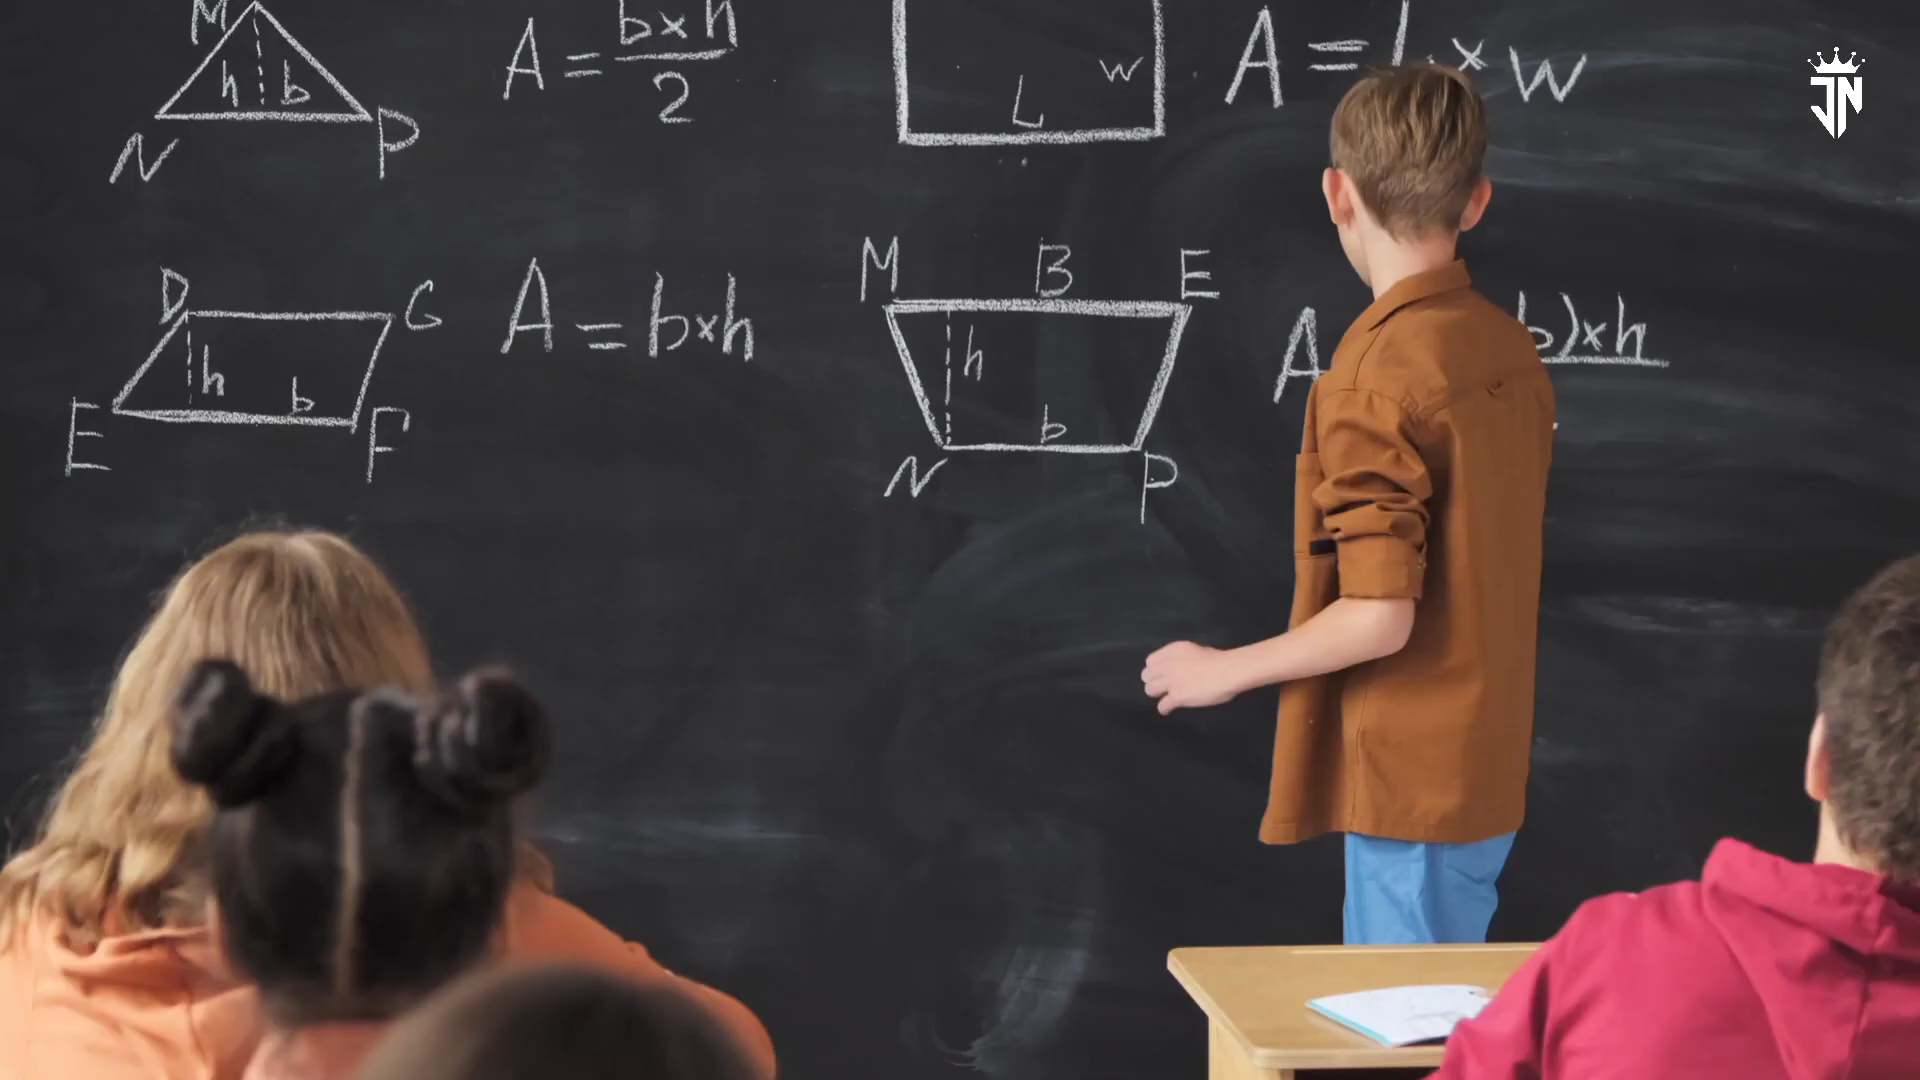 M
h b
N P
A = b×h
2
L w
A = L × w
D G
h b
E F
A = b×h
M B E
h
b
N P
A b)×h
JN